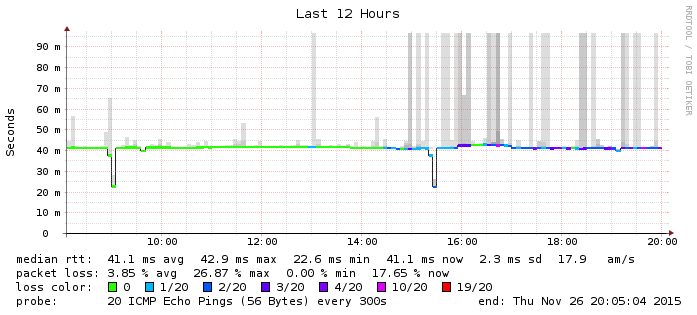 Last 12 Hours
RRDTOOL / TOBI OETIKER
Seconds
90 m
80 m
70 m
60 m
50 m
40 m
30 m
20 m
10 m
0
10:00 12:00 14:00 16:00 18:00 20:00
median rtt: 41.1 ms avg 42.9 ms max 22.6 ms min 41.1 ms now 2.3 ms sd 17.9 am/s
packet loss: 3.85 % avg 26.87 % max 0.00 % min 17.65 % now
loss color: 0 1/20 2/20 3/20 4/20 10/20 19/20
probe: 20 ICMP Echo Pings (56 Bytes) every 300s end: Thu Nov 26 20:05:04 2015